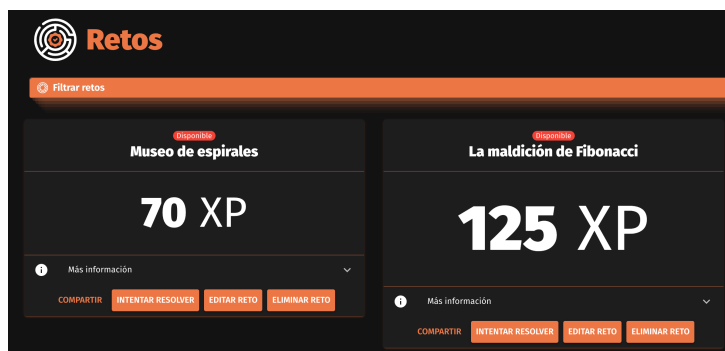 Retos
Filtrar retos
Disponible
Museo de espirales
70 XP
Más información
COMPARTIR INTENTAR RESOLVER EDITAR RETO ELIMINAR RETO
Disponible
La maldición de Fibonacci
125 XP
Más información
COMPARTIR INTENTAR RESOLVER EDITAR RETO ELIMINAR RETO